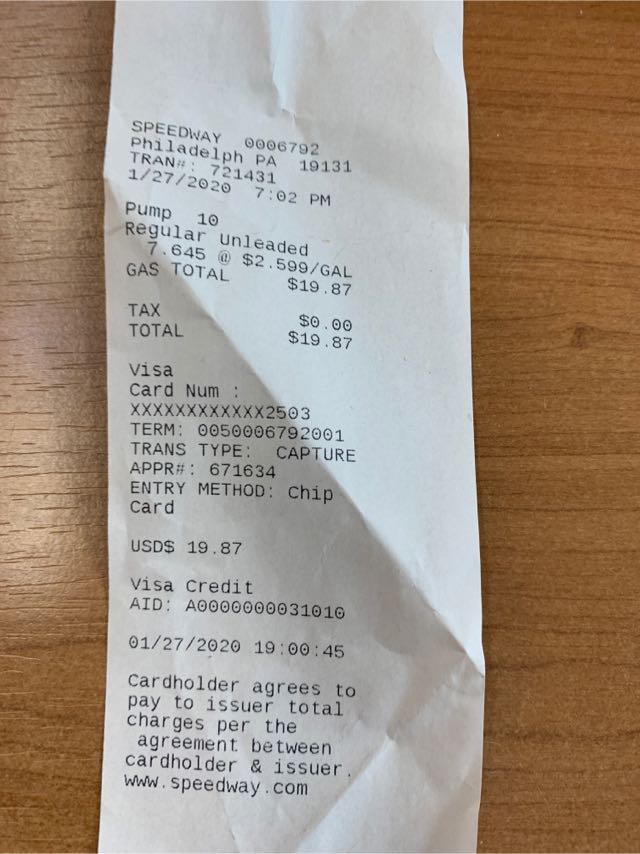 SPEEDWAY 0006792
Philadelph PA 19131
TRAN#: 721431
1/27/2020 7:02 PM
Pump 10
Regular Unleaded
7.645 @ $2.599/GAL
GAS TOTAL $19.87
TAX $0.00
TOTAL $19.87
Visa
Card Num :
XXXXXXXXXXXX2503
TERM: 0050006792001
TRANS TYPE: CAPTURE
APPR#: 671634
ENTRY METHOD: Chip
Card
USD$ 19.87
Visa Credit
AID: A0000000031010
01/27/2020 19:00:45
Cardholder agrees to
pay to issuer total
charges per the
agreement between
cardholder & issuer.
www.speedway.com